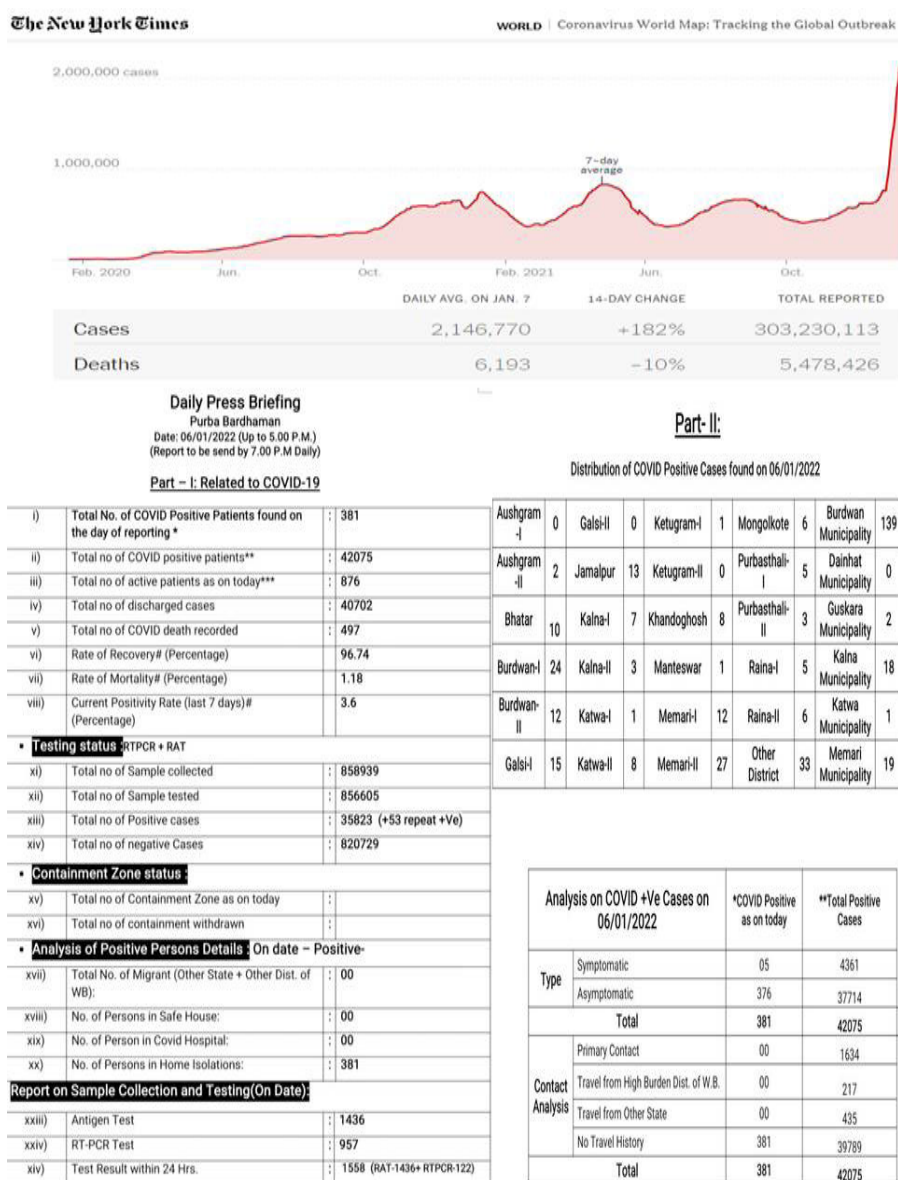 The New York Times
WORLD | Coronavirus World Map: Tracking the Global Outbreak
2,000,000 cases
1,000,000
7-day
average
Feb. 2020 Jun. Oct. Feb. 2021 Jun. Oct.
DAILY AVG. ON JAN. 7 14-DAY CHANGE TOTAL REPORTED
Cases 2,146,770 +182% 303,230,113
Deaths 6,193 -10% 5,478,426
Daily Press Briefing
Purba Bardhaman
Date: 06/01/2022 (Up to 5.00 P.M.)
(Report to be send by 7.00 P.M Daily)
Part – I: Related to COVID-19
i) Total No. of COVID Positive Patients found on : 381
the day of reporting *
ii) Total no of COVID positive patients** : 42075
iii) Total no of active patients as on today*** : 876
iv) Total no of discharged cases : 40702
v) Total no of COVID death recorded : 497
vi) Rate of Recovery# (Percentage) : 96.74
vii) Rate of Mortality# (Percentage) : 1.18
viii) Current Positivity Rate (last 7 days)# : 3.6
(Percentage)
• Testing status :RTPCR + RAT
xi) Total no of Sample collected : 858939
xii) Total no of Sample tested : 856605
xiii) Total no of Positive cases : 35823 (+53 repeat +Ve)
xiv) Total no of negative Cases : 820729
• Containment Zone status :
xv) Total no of Containment Zone as on today :
xvi) Total no of containment withdrawn :
• Analysis of Positive Persons Details : On date – Positive-
xvii) Total No. of Migrant (Other State + Other Dist. of : 00
WB):
xviii) No. of Persons in Safe House: : 00
xix) No. of Person in Covid Hospital: : 00
xx) No. of Persons in Home Isolations: : 381
Report on Sample Collection and Testing(On Date):
xxiii) Antigen Test : 1436
xxiv) RT-PCR Test : 957
xiv) Test Result within 24 Hrs. : 1558 (RAT-1436+ RTPCR-122)
Part- II:
Distribution of COVID Positive Cases found on 06/01/2022
Aushgram 0 Galsi-II 0 Ketugram-I 1 Mongolkote 6 Burdwan 139
-I Municipality
Aushgram 2 Jamalpur 13 Ketugram-II 0 Purbasthali- 5 Dainhat 0
-II I Municipality
Bhatar 10 Kalna-I 7 Khandoghosh 8 Purbasthali- 3 Guskara 2
II Municipality
Burdwan-I 24 Kalna-II 3 Manteswar 1 Raina-I 5 Kalna 18
Municipality
Burdwan- 12 Katwa-I 1 Memari-I 12 Raina-II 6 Katwa 1
II Municipality
Galsi-I 15 Katwa-II 8 Memari-II 27 Other 33 Memari 19
District Municipality
Analysis on COVID +Ve Cases on *COVID Positive **Total Positive
06/01/2022 as on today Cases
Type
Symptomatic 05 4361
Asymptomatic 376 37714
Total 381 42075
Contact
Analysis
Primary Contact 00 1634
Travel from High Burden Dist. of W.B. 00 217
Travel from Other State 00 435
No Travel History 381 39789
Total 381 42075